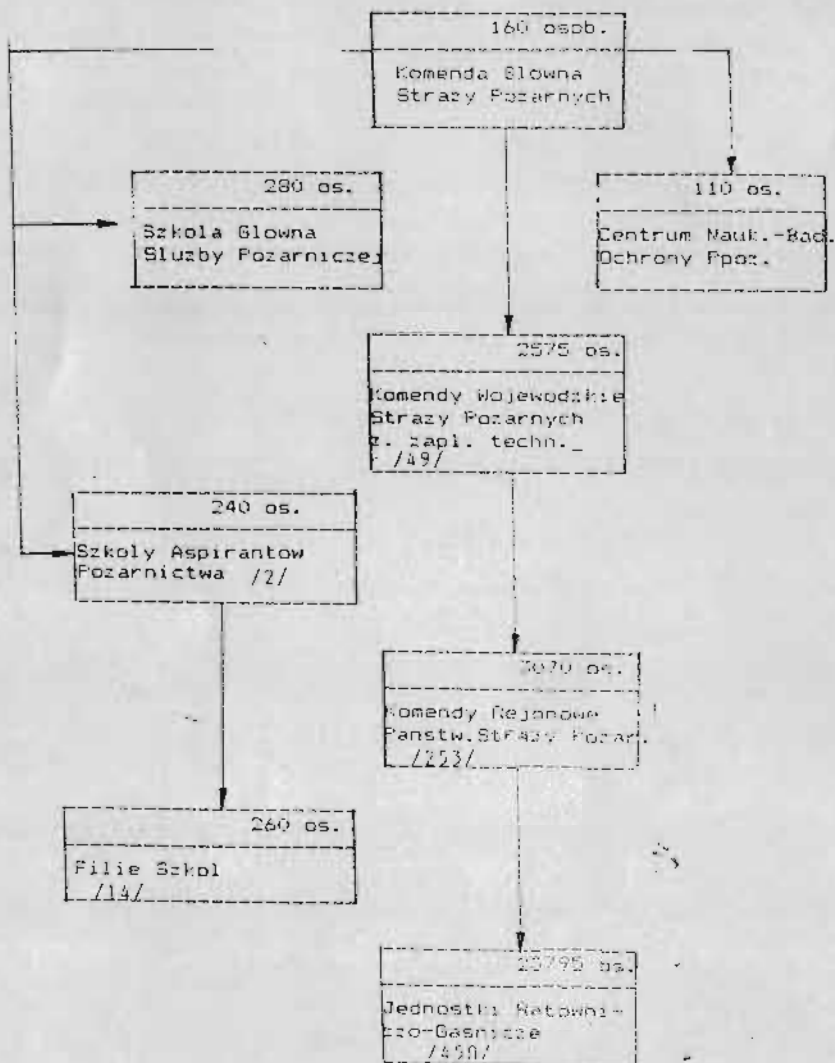 160 osob.
Komenda Glowna
Strazy Pozarnych
280 os.
Szkola Glowna
Sluzby Pozarniczej
110 os.
Centrum Nauk.-Bad.
Ochrony Ppoz.
2575 os.
Komendy Wojewodzkie
Strazy Pozarnych
z. zapl. techn._
/49/
240 os.
Szkoly Aspirantow
Pozarnictwa /2/
os.
Komendy Rejonowe
Panstw.Strazy Pozar.
/253/
260 os.
Filie Szkol
/14/
os.
Jednostki Ratowni-
czo-Gasnicze